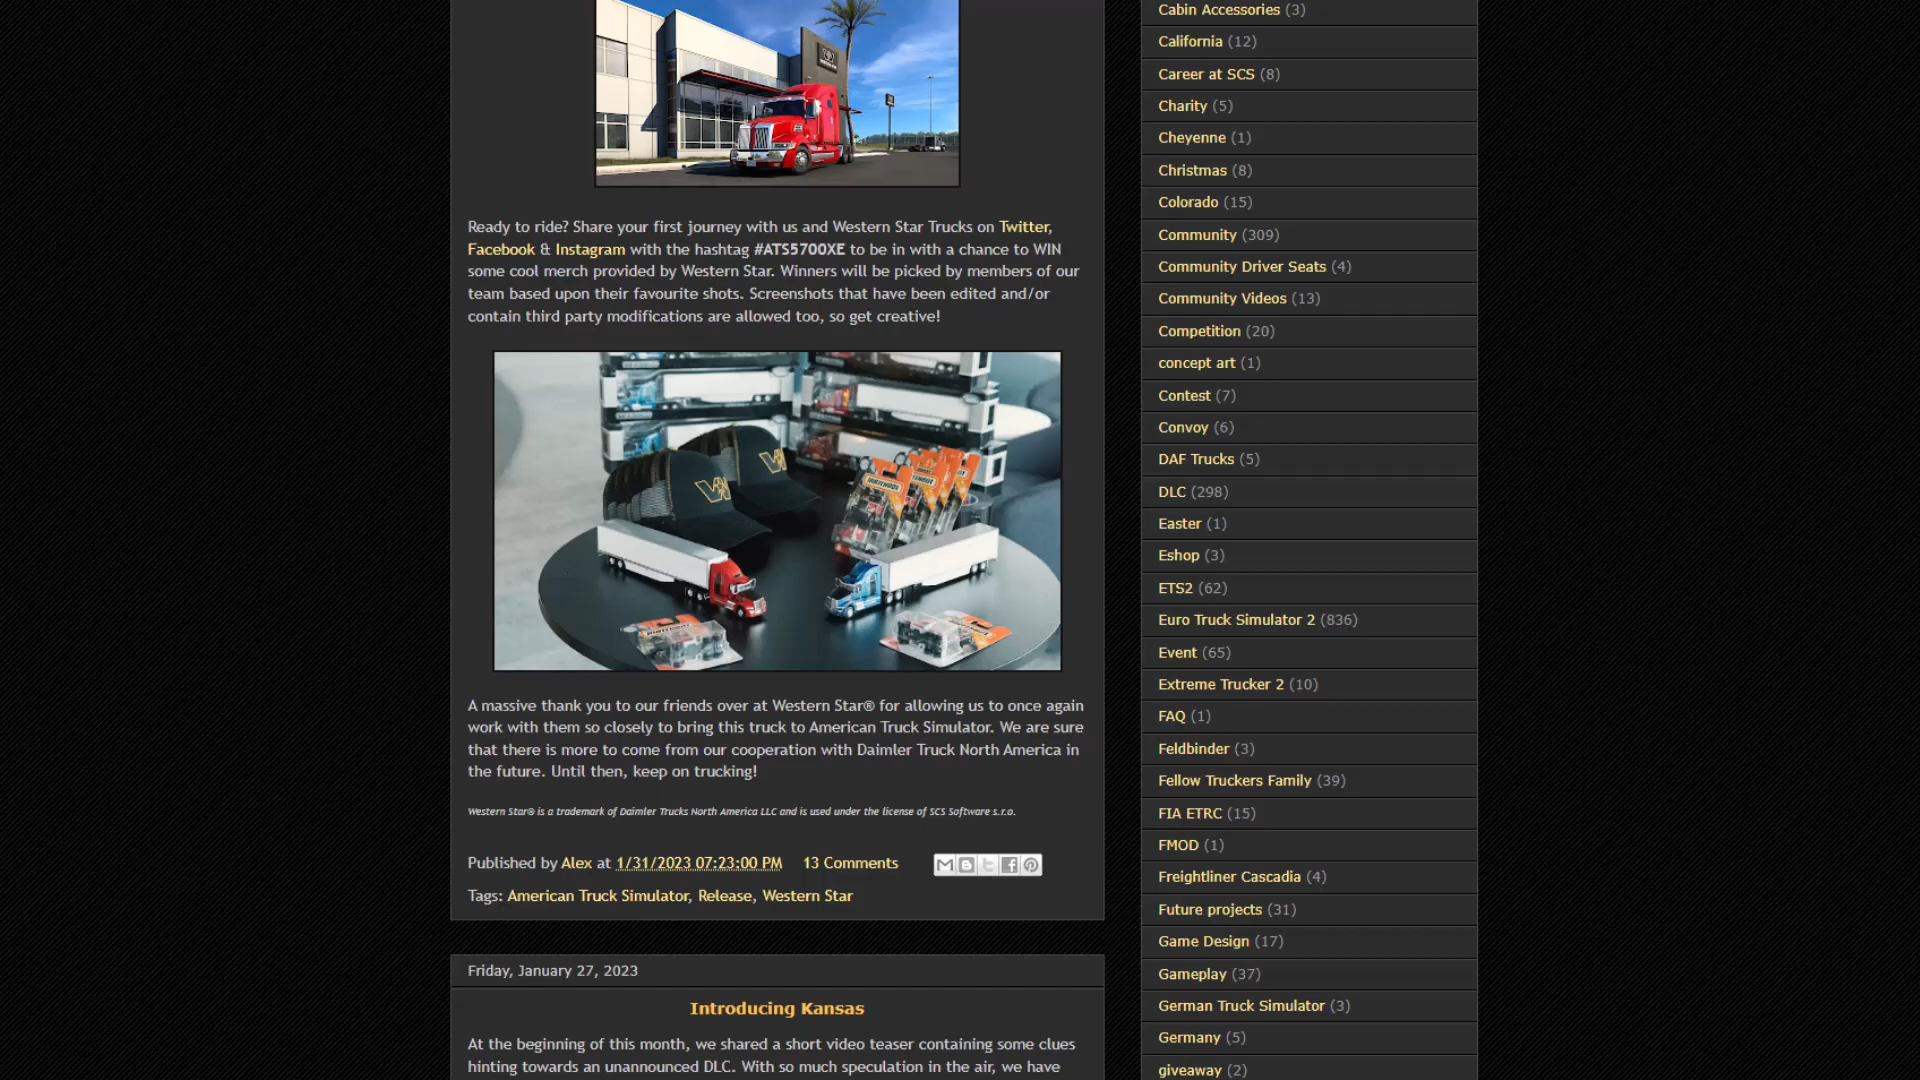 Ready to ride? Share your first journey with us and Western Star Trucks on Twitter,
Facebook & Instagram with the hashtag #ATS5700XE to be in with a chance to WIN
some cool merch provided by Western Star. Winners will be picked by members of our
team based upon their favourite shots. Screenshots that have been edited and/or
contain third party modifications are allowed too, so get creative!
A massive thank you to our friends over at Western Star® for allowing us to once again
work with them so closely to bring this truck to American Truck Simulator. We are sure
that there is more to come from our cooperation with Daimler Truck North America in
the future. Until then, keep on trucking!
Western Star® is a trademark of Daimler Trucks North America LLC and is used under the license of SCS Software s.r.o.
Published by Alex at 1/31/2023 07:23:00 PM 13 Comments
Tags: American Truck Simulator, Release, Western Star
Friday, January 27, 2023
Introducing Kansas
At the beginning of this month, we shared a short video teaser containing some clues
hinting towards an unannounced DLC. With so much speculation in the air, we have
Cabin Accessories (3)
California (12)
Career at SCS (8)
Charity (5)
Cheyenne (1)
Christmas (8)
Colorado (15)
Community (309)
Community Driver Seats (4)
Community Videos (13)
Competition (20)
concept art (1)
Contest (7)
Convoy (6)
DAF Trucks (5)
DLC (298)
Easter (1)
Eshop (3)
ETS2 (62)
Euro Truck Simulator 2 (836)
Event (65)
Extreme Trucker 2 (10)
FAQ (1)
Feldbinder (3)
Fellow Truckers Family (39)
FIA ETRC (15)
FMOD (1)
Freightliner Cascadia (4)
Future projects (31)
Game Design (17)
Gameplay (37)
German Truck Simulator (3)
Germany (5)
giveaway (2)